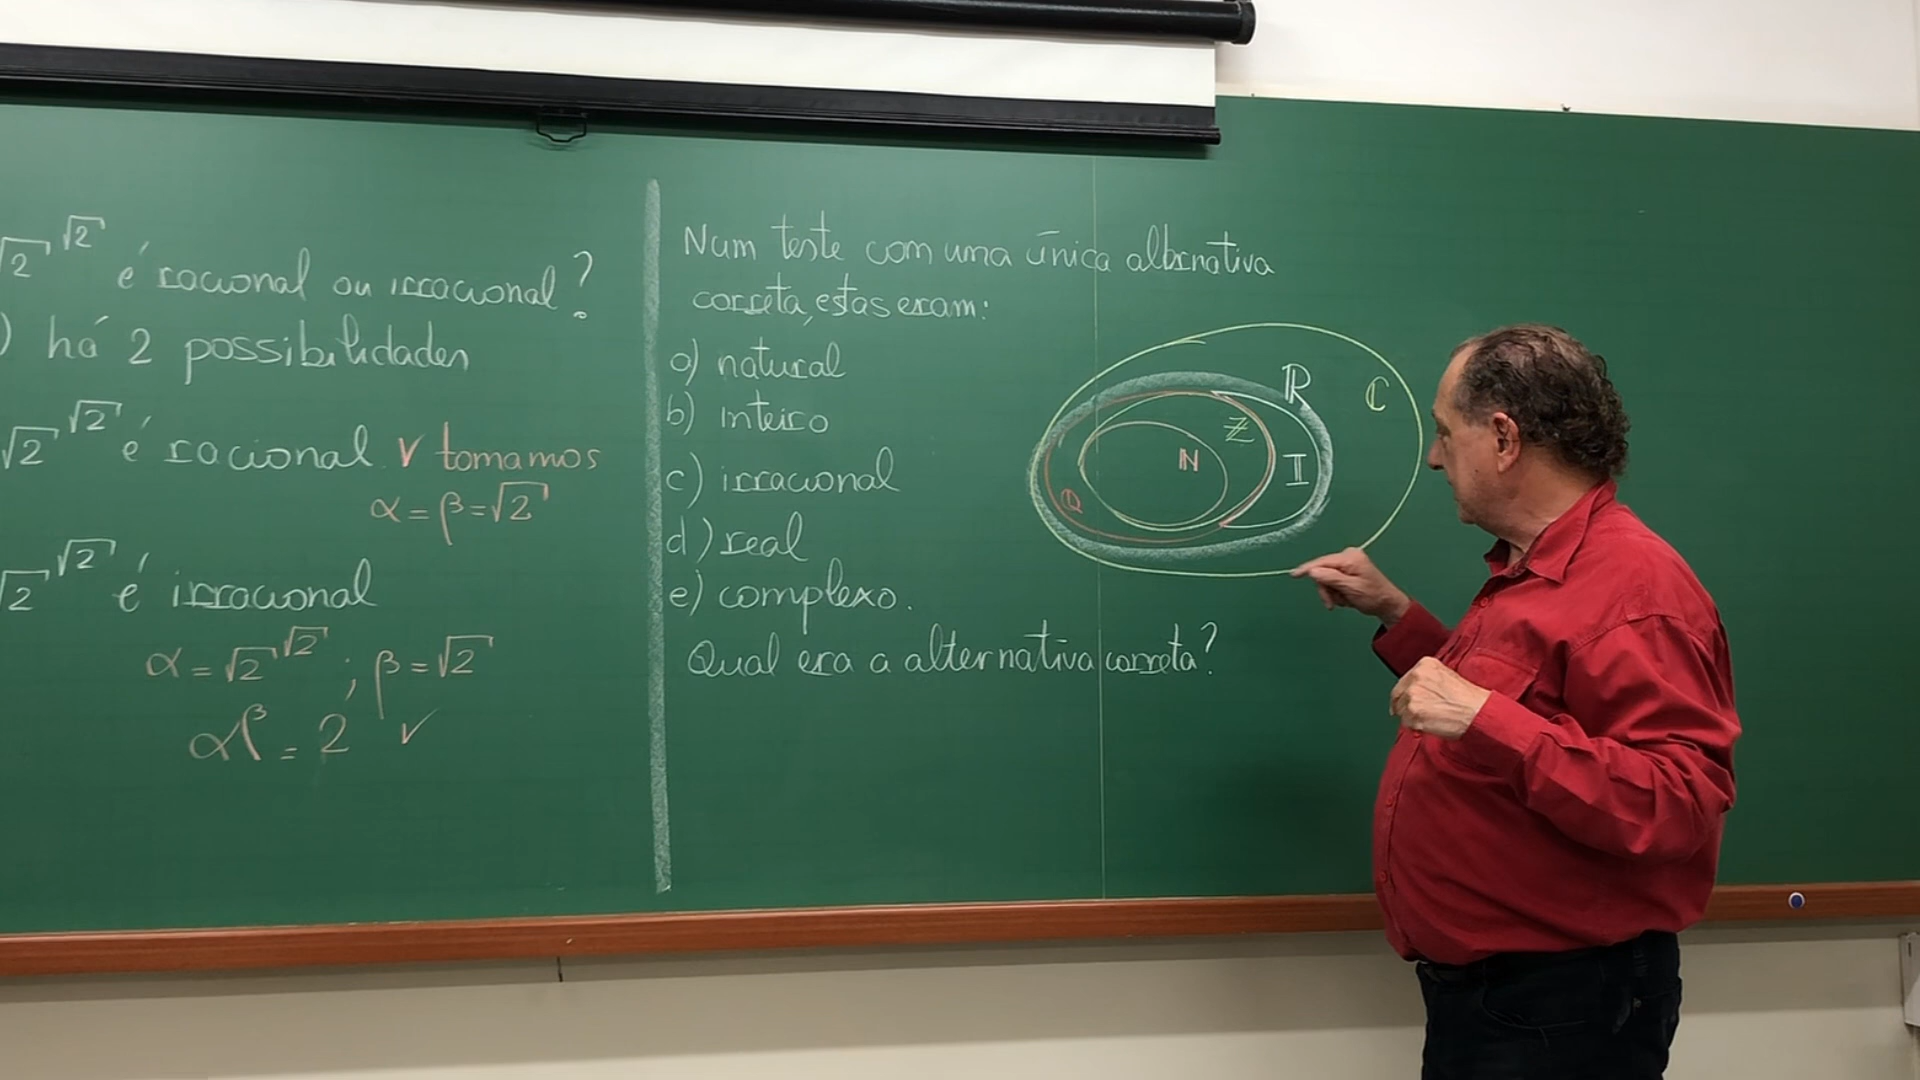 √2^√2 é racional ou irracional?
) há 2 possibilidades
√2^√2 é racional. √ tomamos
α = β = √2
√2^√2 é irracional
α = √2^√2 ; β = √2
α^β = 2 ✓
Num teste com uma única alternativa
correta, estas eram:
a) natural
b) inteiro
c) irracional
d) real
e) complexo.
Qual era a alternativa correta?
ℝ
ℂ
ℤ
ℕ
𝕀
ℚ